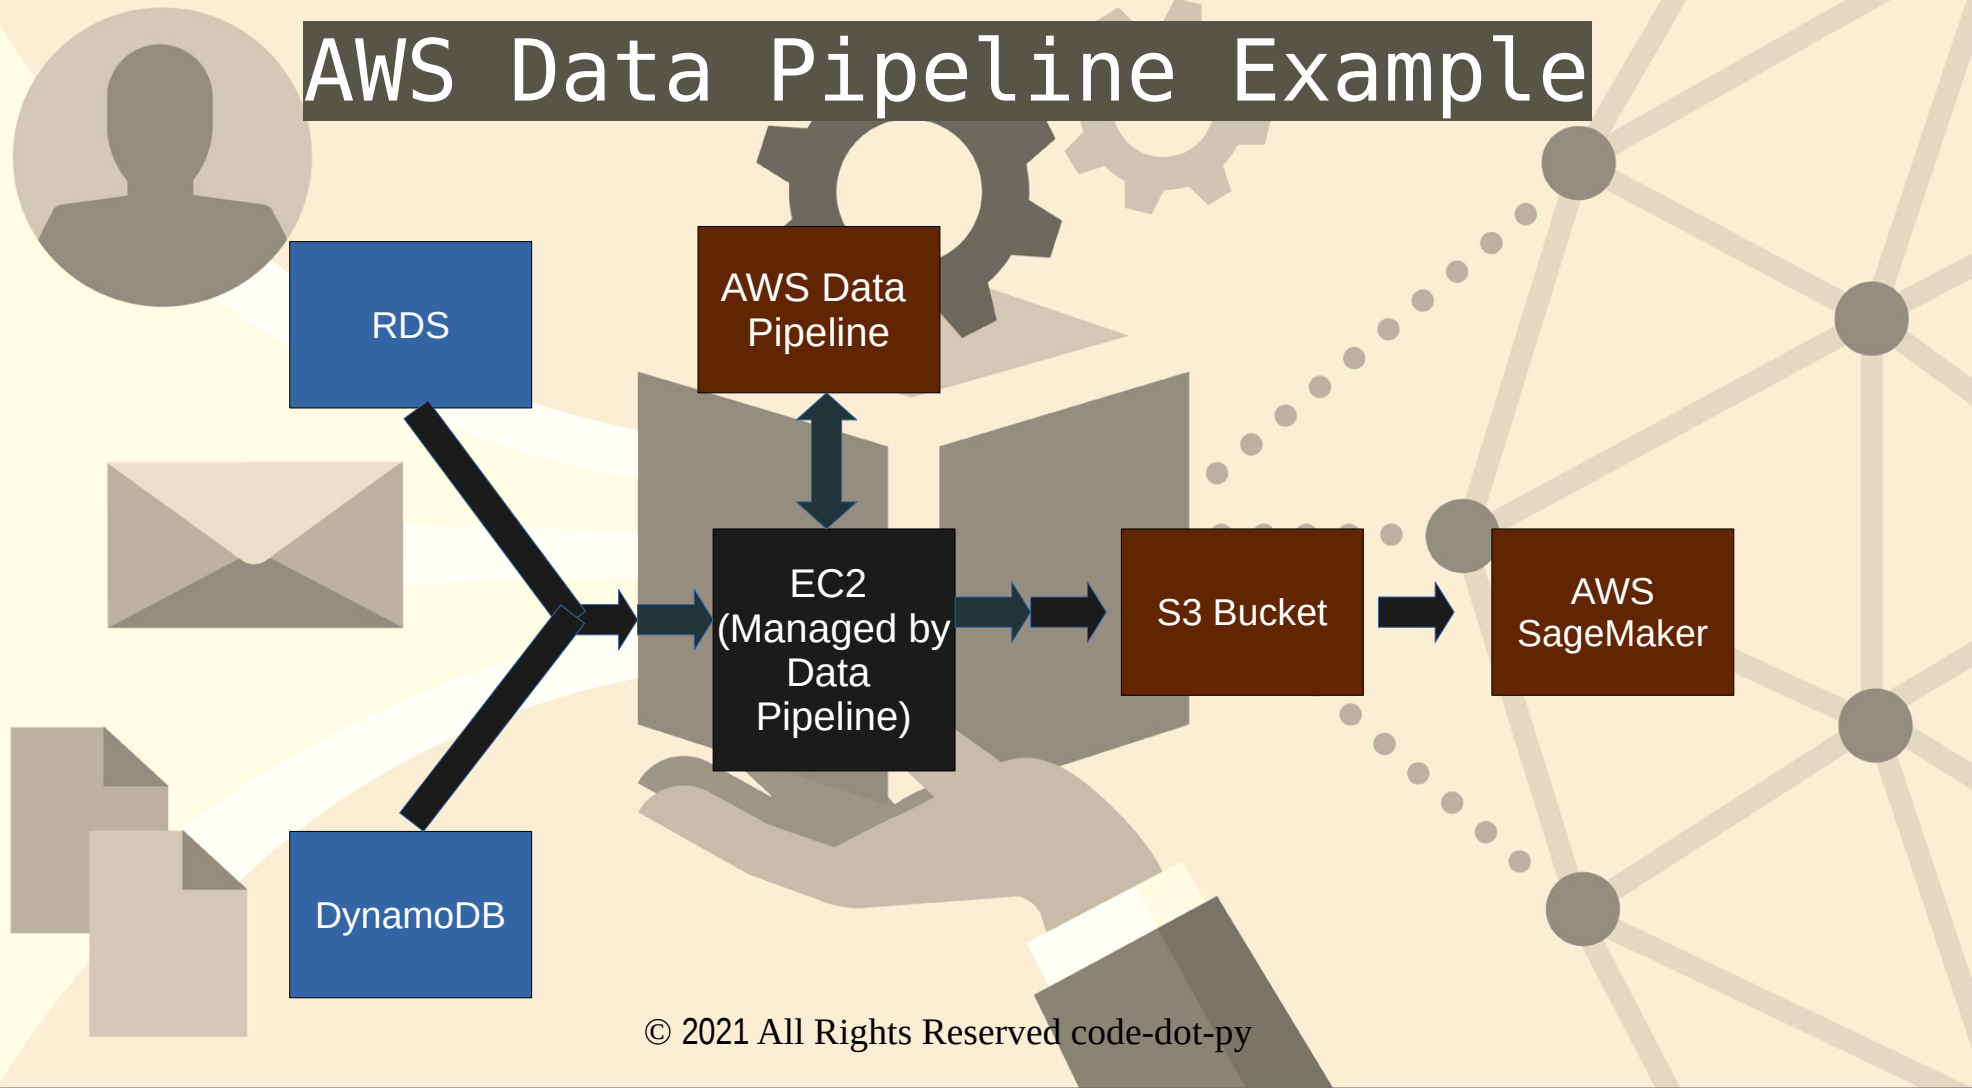 AWS Data Pipeline Example
RDS
AWS Data
Pipeline
EC2
(Managed by
Data
Pipeline)
S3 Bucket
AWS
SageMaker
DynamoDB
© 2021 All Rights Reserved code-dot-py